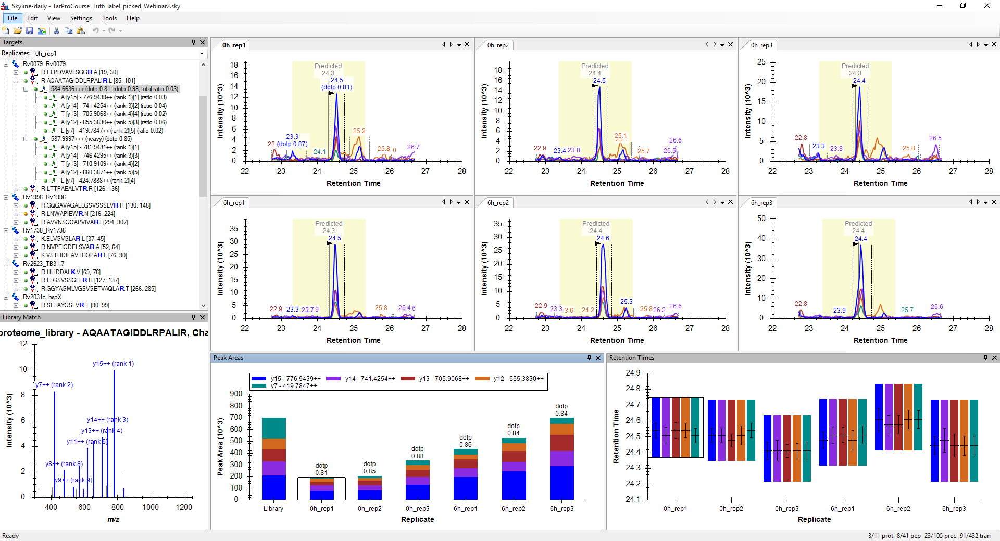 Skyline-daily - TarProCourse_Tut6_label_picked_Webinar2.sky
File Edit View Settings Tools Help
Targets
Replicates: 0h_rep1
Rv0079_Rv0079
R.EFPDVAVFSGGR.A [19, 30]
R.AQAATAGIDDLRPALIR.L [85, 101]
584.6636+++ (dotp 0.81, rdotp 0.98, total ratio 0.03)
A [y15] - 776.9439++ (rank 1)[1] (ratio 0.03)
A [y14] - 741.4254++ (rank 3)[2] (ratio 0.04)
T [y13] - 705.9068++ (rank 4)[4] (ratio 0.02)
A [y12] - 655.3830++ (rank 5)[3] (ratio 0.06)
L [y7] - 419.7847++ (rank 2)[5] (ratio 0.02)
587.9997+++ (heavy) (dotp 0.85)
A [y15] - 781.9481++ (rank 1)[1]
A [y14] - 746.4295++ (rank 3)[3]
T [y13] - 710.9109++ (rank 4)[2]
A [y12] - 660.3871++ (rank 5)[5]
L [y7] - 424.7888++ (rank 2)[4]
R.LTTPAEALVTR.R [126, 136]
Rv1996_Rv1996
R.GQGAVAGALLGSVSSSLVR.H [130, 148]
R.LNWAPIEWR.N [216, 224]
R.AVVNSGQAPVIVAR.I [294, 307]
Rv1738_Rv1738
K.ELVGVGLAR.L [37, 45]
R.NVPEIGDELSVAR.A [52, 64]
K.VSTHDIEAVTHQPAR.L [76, 90]
Rv2623_TB31.7
R.HLIDDALK.V [69, 76]
R.LLGSVSSGLLR.H [127, 137]
R.GGYAGMLVGSVGETVAQLAR.T [266, 285]
Rv2031c_hspX
R.SEFAYGSFVR.T [90, 99]
Library Match
proteome_library - AQAATAGIDDLRPALIR, Cha
12
10
8
6
4
2
0
Intensity (10^3)
y15++ (rank 1)
y7++ (rank 2)
y14++ (rank 3)
y13++ (rank 4)
y11++ (rank 6)
y8++ (rank 8)
y9++ (rank 9)
400 600 800 1000 1200
m/z
0h_rep1
Intensity (10^3)
18
16
14
12
10
8
6
4
2
0
Predicted
24.3
24.5
(dotp 0.81)
22.
23.3
(dotp 0.87)
24.1
25.2
25.8
26.7
22 23 24 25 26 27 28
Retention Time
0h_rep2
Intensity (10^3)
18
16
14
12
10
8
6
4
2
0
Predicted
24.4
24.5
22.9 23.4 23.8
25.1
25.7
26.5
26.6
22 23 24 25 26 27 28
Retention Time
0h_rep3
Intensity (10^3)
25
20
15
10
5
0
Predicted
24.3
24.4
22.8 23.3 23.8
25.8 26.5
22 23 24 25 26 27 28
Retention Time
6h_rep1
Intensity (10^3)
35
30
25
20
15
10
5
0
Predicted
24.3
24.5
22.9 23.3 23.7
25.8 26.4
22 23 24 25 26 27 28
Retention Time
6h_rep2
Intensity (10^3)
35
30
25
20
15
10
5
0
Predicted
24.4
24.6
22.9 23.3 3.6 24.2
25.3
25.8 26.2 26.6
22 23 24 25 26 27 28
Retention Time
6h_rep3
Intensity (10^3)
50
40
30
20
10
0
Predicted
24.4
24.4
22.8 23.9
25.7 26.6
22 23 24 25 26 27 28
Retention Time
Peak Areas
y15 - 776.9439++ y14 - 741.4254++ y13 - 705.9068++ y12 - 655.3830++
y7 - 419.7847++
900
800
700
600
500
400
300
200
100
0
Peak Area (10^3)
dotp
0.81
dotp
0.85
dotp
0.88
dotp
0.86
dotp
0.84
dotp
0.84
Library 0h_rep1 0h_rep2 0h_rep3 6h_rep1 6h_rep2 6h_rep3
Replicate
Retention Times
24.9
24.8
24.7
24.6
24.5
24.4
24.3
24.2
24.1
Retention Time
0h_rep1 0h_rep2 0h_rep3 6h_rep1 6h_rep2 6h_rep3
Replicate
Ready
3/11 prot 8/41 pep 23/105 prec 91/432 tran